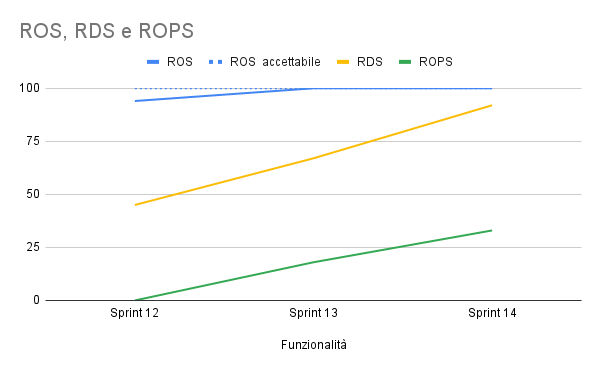 ROS, RDS e ROPS
ROS ROS accettabile RDS ROPS
100
75
50
25
0
Sprint 12 Sprint 13 Sprint 14
Funzionalità